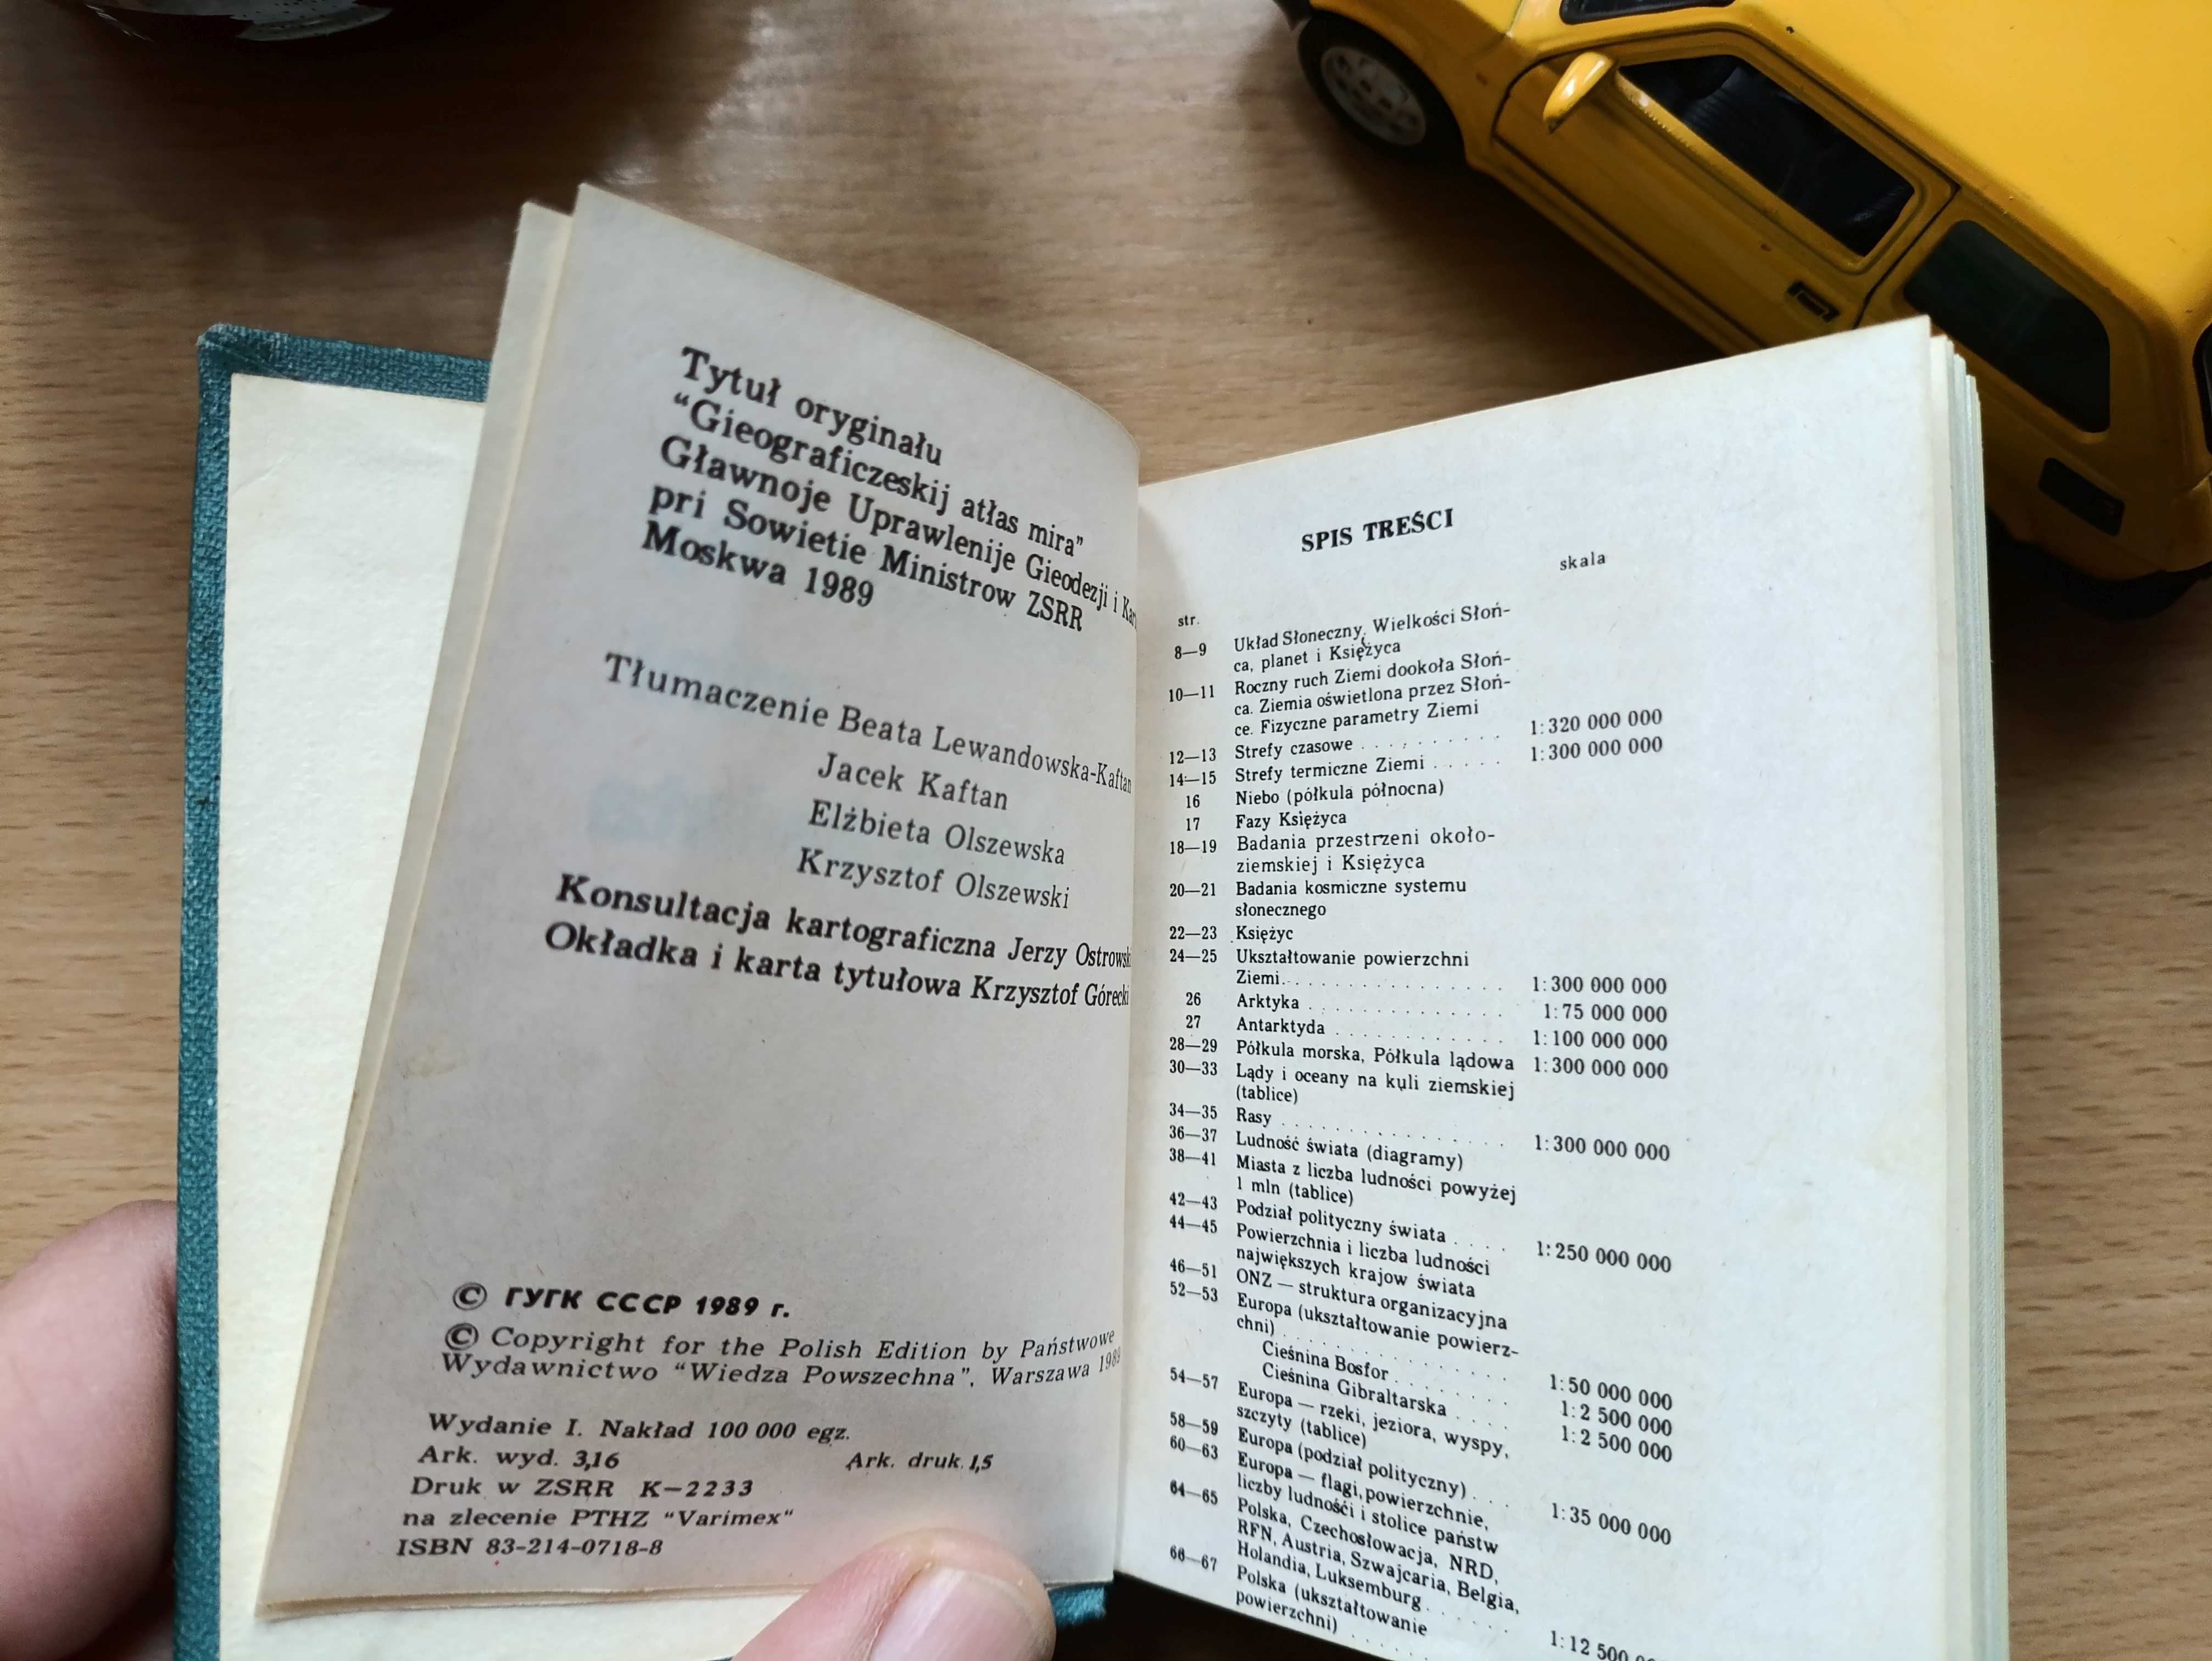 Tytuł oryginału
“Gieograficzeskij atłas mira”
Gławnoje Uprawlenije Gieodezji i
pri Sowietie Ministrow ZSRR
Moskwa 1989
Tłumaczenie Beata Lewandowska-Kaftan
Jacek Kaftan
Elżbieta Olszewska
Krzysztof Olszewski
Konsultacja kartograficzna Jerzy Ostrowski
Okładka i karta tytułowa Krzysztof Górecki
© ГУГК СССР 1989 г.
© Copyright for the Polish Edition by Państwowe
Wydawnictwo “Wiedza Powszechna”, Warszawa 1989
Wydanie I. Nakład 100 000 egz.
Ark. wyd. 3,16 Ark. druk. 1,5
Druk w ZSRR K—2233
na zlecenie PTHZ “Varimex“
ISBN 83-214-0718-8
SPIS TREŚCI
str. skala
8—9 Układ Słoneczny, Wielkości Słoń-
ca, planet i Księżyca
10—11 Roczny ruch Ziemi dookoła Słoń-
ca. Ziemia oświetlona przez Słoń-
ce. Fizyczne parametry Ziemi
12—13 Strefy czasowe . . . . . . . . . . 1:320 000 000
14—15 Strefy termiczne Ziemi . . . . . 1:300 000 000
16 Niebo (półkula północna)
17 Fazy Księżyca
18—19 Badania przestrzeni około-
ziemskiej i Księżyca
20—21 Badania kosmiczne systemu
słonecznego
22—23 Księżyc
24—25 Ukształtowanie powierzchni
Ziemi. . . . . . . . . . . . . . . . 1:300 000 000
26 Arktyka . . . . . . . . . . . . . . 1:75 000 000
27 Antarktyda . . . . . . . . . . . . 1:100 000 000
28—29 Półkula morska, Półkula lądowa 1:300 000 000
30—33 Lądy i oceany na kuli ziemskiej
(tablice)
34—35 Rasy . . . . . . . . . . . . . . . . 1:300 000 000
36—37 Ludność świata (diagramy)
38—41 Miasta z liczba ludności powyżej
1 mln (tablice)
42—43 Podział polityczny świata . . . . 1:250 000 000
44—45 Powierzchnia i liczba ludności
największych krajow świata
46—51 ONZ — struktura organizacyjna
52—53 Europa (ukształtowanie powierz-
chni) . . . . . . . . . . . . . . . . 1:50 000 000
Cieśnina Bosfor . . . . . . . . 1:2 500 000
Cieśnina Gibraltarska . . . . 1:2 500 000
54—57 Europa — rzeki, jeziora, wyspy,
szczyty (tablice)
58—59 Europa (podział polityczny) . . . 1:35 000 000
60—63 Europa — flagi, powierzchnie,
liczby ludnośći i stolice państw
64—65 Polska, Czechosłowacja, NRD,
RFN, Austria, Szwajcaria, Belgia,
Holandia, Luksemburg . . . . . . 1:12 500
66—67 Polska (ukształtowanie
powierzchni) . . . . .